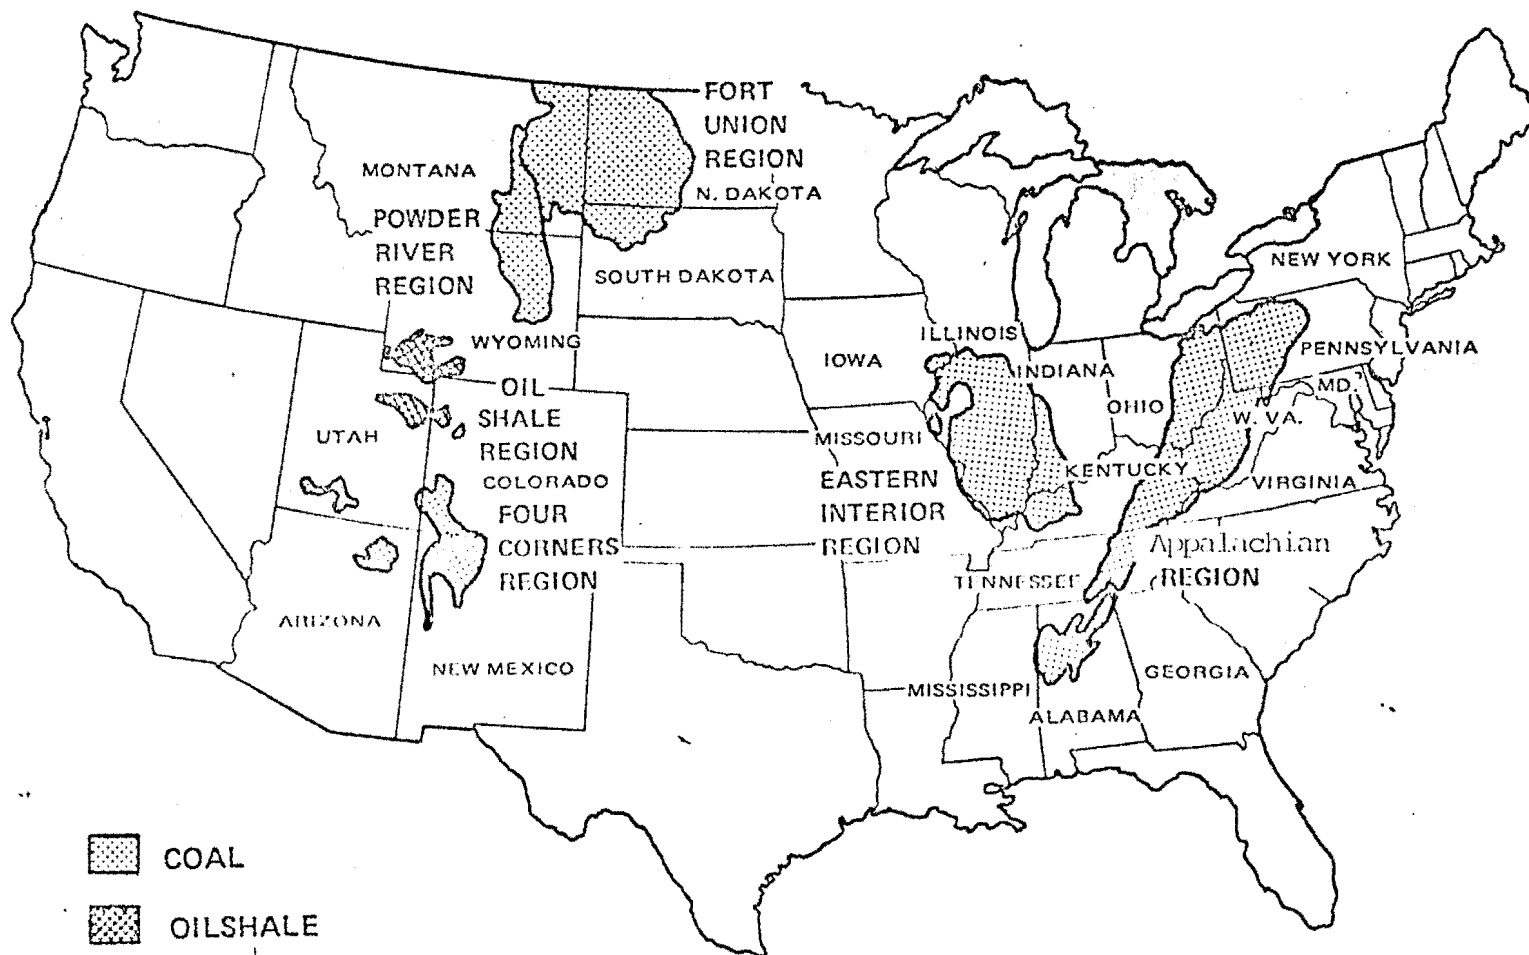 FORT
UNION
REGION
MONTANA
N. DAKOTA
POWDER
RIVER
REGION
SOUTH DAKOTA
NEW YORK
WYOMING
ILLINOIS
IOWA
INDIANA
PENNSYLVANIA
MD.
OIL
SHALE
REGION
OHIO
W. VA.
UTAH
MISSOURI
KENTUCKY
VIRGINIA
COLORADO
EASTERN
INTERIOR
REGION
FOUR
CORNERS
REGION
Appalachian
REGION
TENNESSEE
ARIZONA
NEW MEXICO
MISSISSIPPI
GEORGIA
ALABAMA
COAL
OILSHALE